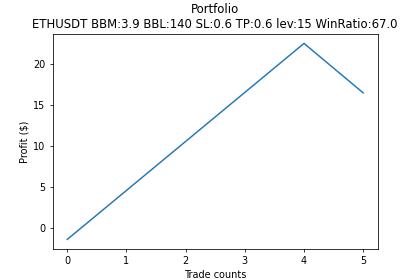 Portfolio
ETHUSDT BBM:3.9 BBL:140 SL:0.6 TP:0.6 lev:15 WinRatio:67.0
20
15
10
5
0
Profit ($)
0 1 2 3 4 5
Trade counts